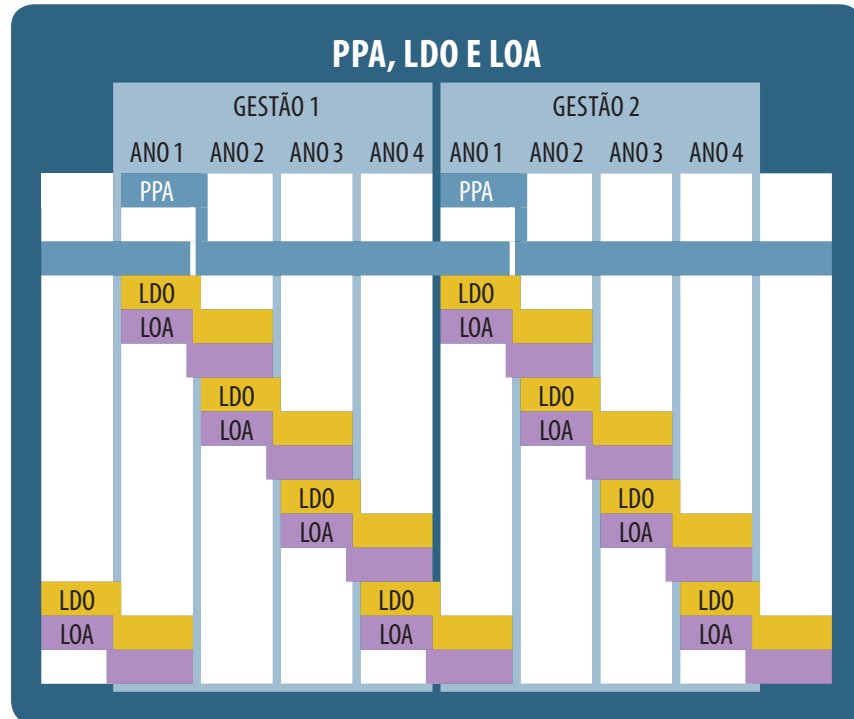 PPA, LDO E LOA
GESTÃO 1 GESTÃO 2
ANO 1 ANO 2 ANO 3 ANO 4 ANO 1 ANO 2 ANO 3 ANO 4
PPA PPA
LDO LDO
LOA LOA
LDO LDO
LOA LOA
LDO LDO
LOA LOA
LDO LDO LDO
LOA LOA LOA